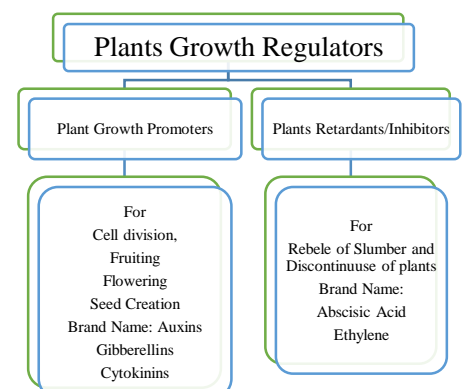 Plants Growth Regulators
Plant Growth Promoters
Plants Retardants/Inhibitors
For
Cell division,
Fruiting
Flowering
Seed Creation
Brand Name: Auxins
Gibberellins
Cytokinins
For
Rebele of Slumber and
Discontinuuse of plants
Brand Name:
Abscisic Acid
Ethylene